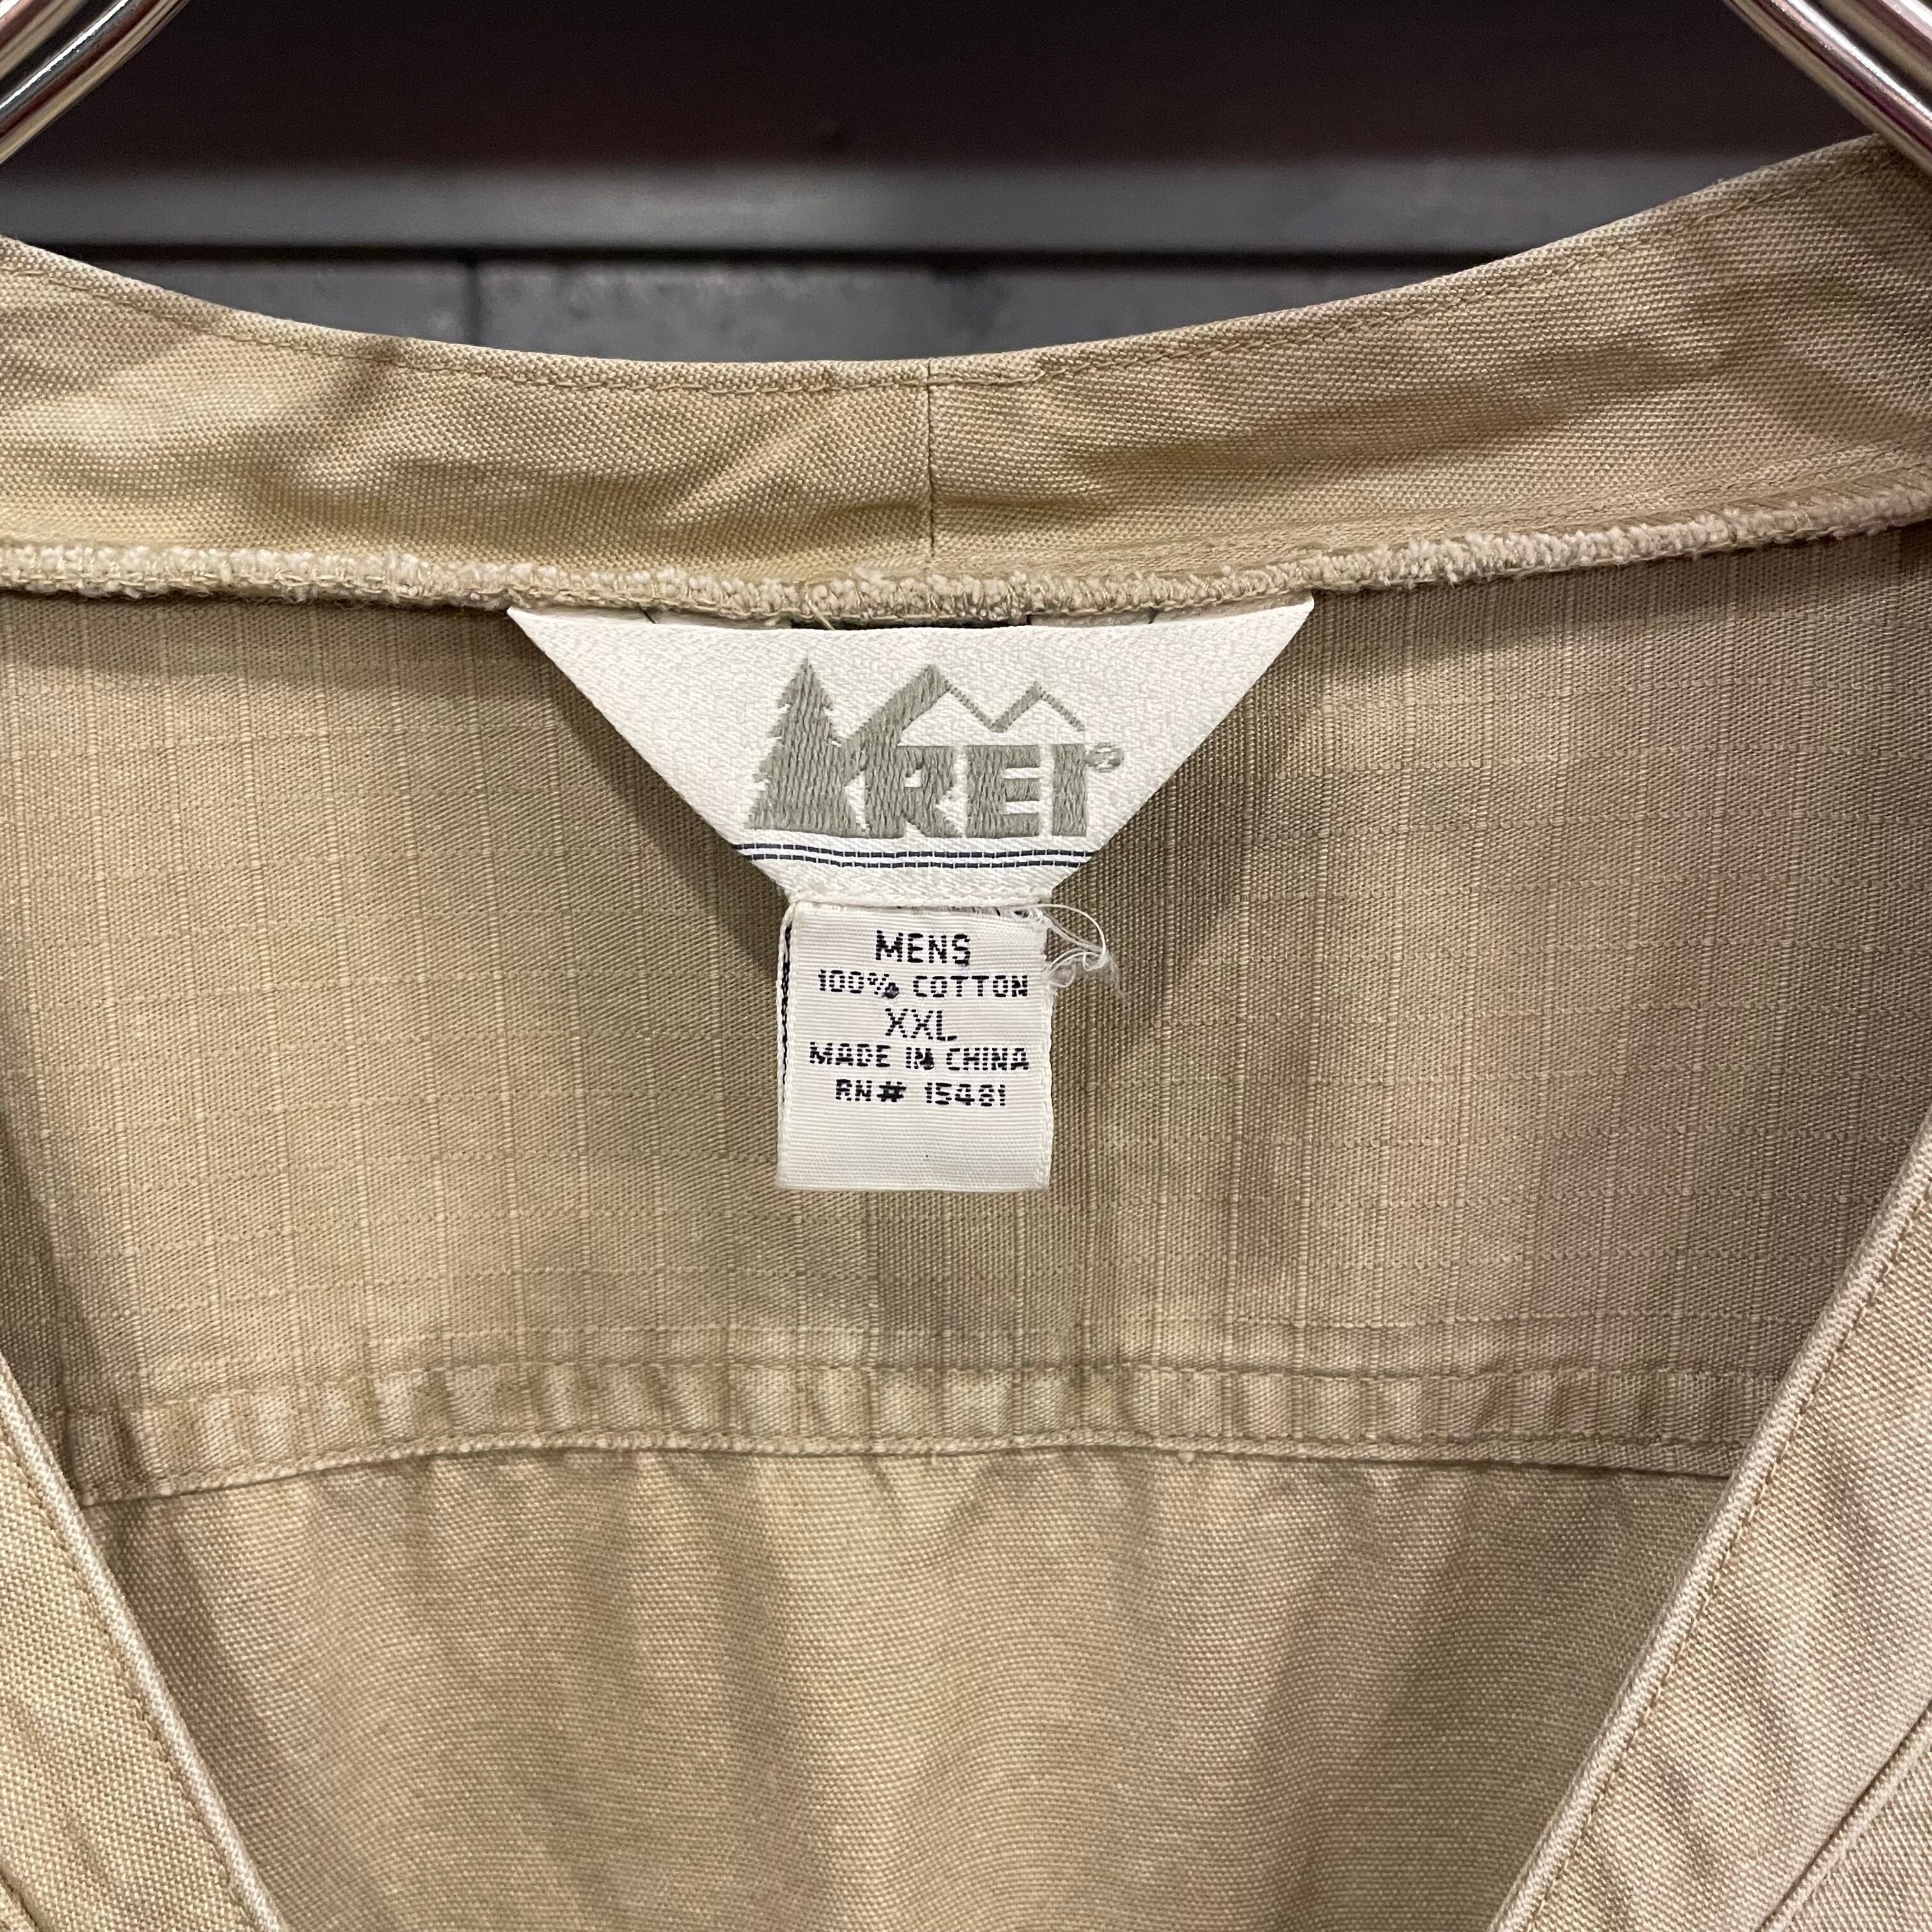 REI®
MENS
100% COTTON
XXL
MADE IN CHINA
RN# 15481